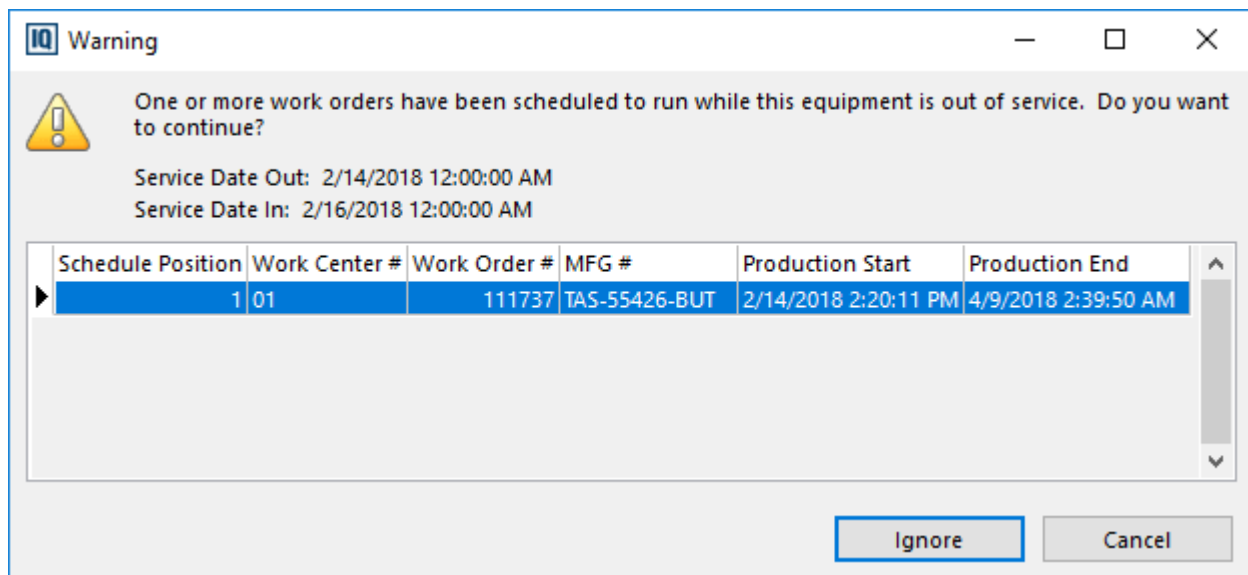 IQ Warning
One or more work orders have been scheduled to run while this equipment is out of service.  Do you want
to continue?
Service Date Out:  2/14/2018 12:00:00 AM
Service Date In:  2/16/2018 12:00:00 AM
Schedule Position Work Center # Work Order # MFG # Production Start Production End
1 01 111737 TAS-55426-BUT 2/14/2018 2:20:11 PM 4/9/2018 2:39:50 AM
Ignore Cancel